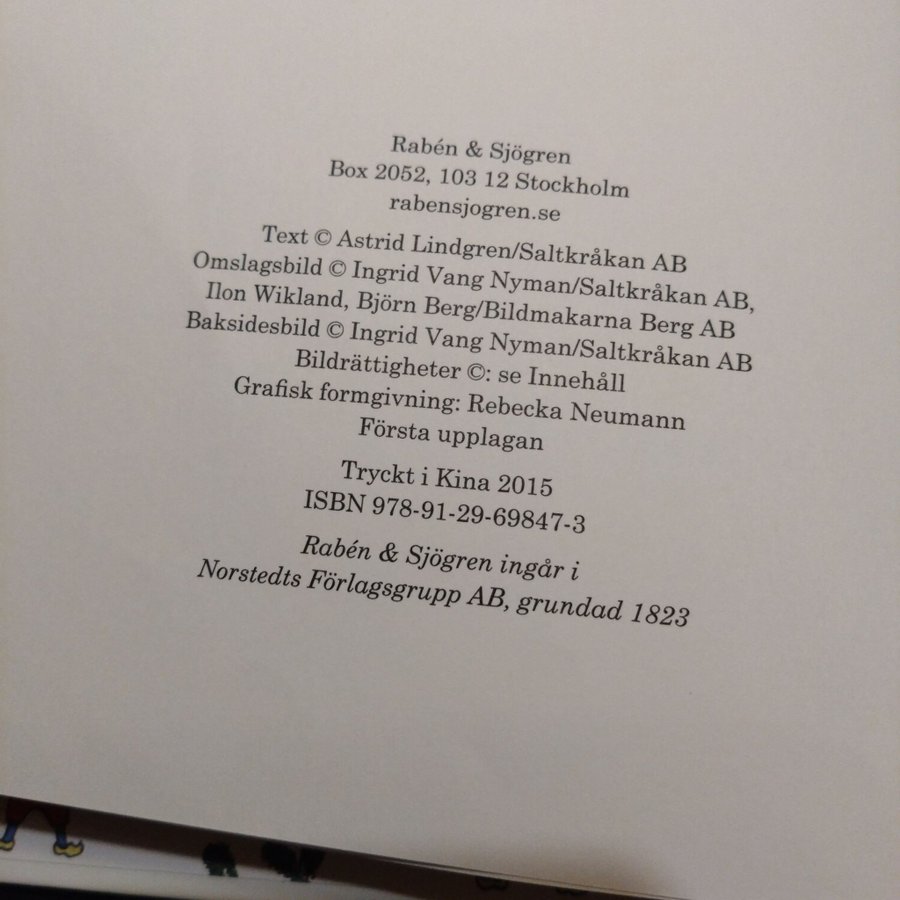 Rabén & Sjögren
Box 2052, 103 12 Stockholm
rabensjogren.se
Text © Astrid Lindgren/Saltkråkan AB
Omslagsbild © Ingrid Vang Nyman/Saltkråkan AB,
Ilon Wikland, Björn Berg/Bildmakarna Berg AB
Baksidesbild © Ingrid Vang Nyman/Saltkråkan AB
Bildrättigheter ©: se Innehåll
Grafisk formgivning: Rebecka Neumann
Första upplagan
Tryckt i Kina 2015
ISBN 978-91-29-69847-3
Rabén & Sjögren ingår i
Norstedts Förlagsgrupp AB, grundad 1823